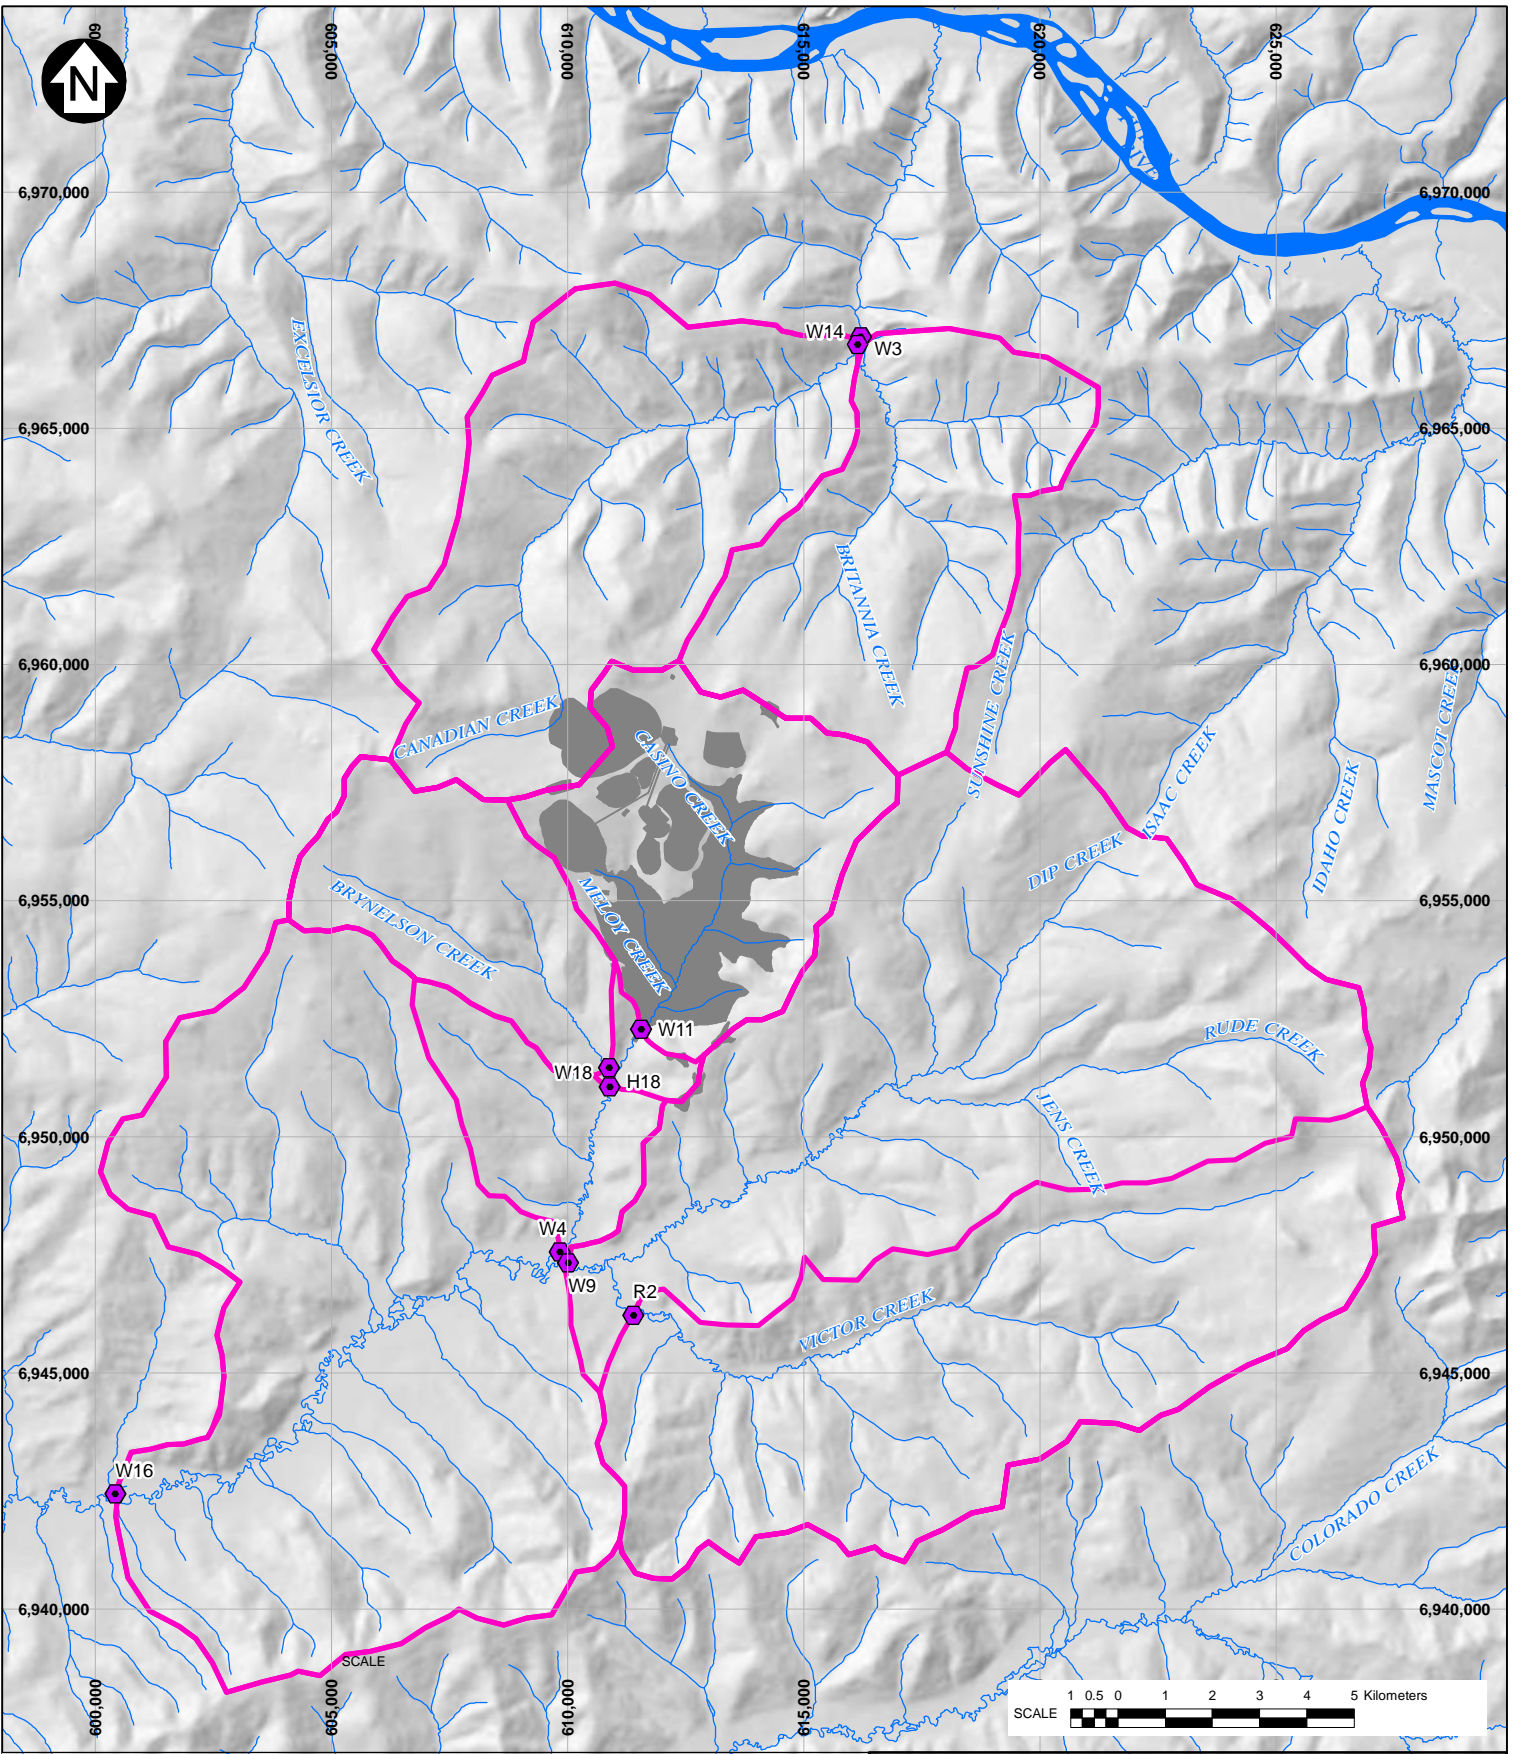 N
605,000
610,000
615,000
620,000
625,000
6,970,000
6,970,000
EXCELSIOR CREEK
W14
W3
6,965,000
6,965,000
BRITANNIA CREEK
6,960,000
6,960,000
SUNSHINE CREEK
MASCOT CREEK
CANADIAN CREEK
CASINO CREEK
ISAAC CREEK
IDAHO CREEK
DIP CREEK
BRYNELSON CREEK
MELOY CREEK
6,955,000
6,955,000
W11
RUDE CREEK
W18
H18
JENS CREEK
6,950,000
6,950,000
W4
W9
R2
VICTOR CREEK
6,945,000
6,945,000
W16
COLORADO CREEK
6,940,000
6,940,000
SCALE
600,000
605,000
610,000
615,000
SCALE
1 0.5 0 1 2 3 4 5 Kilometers